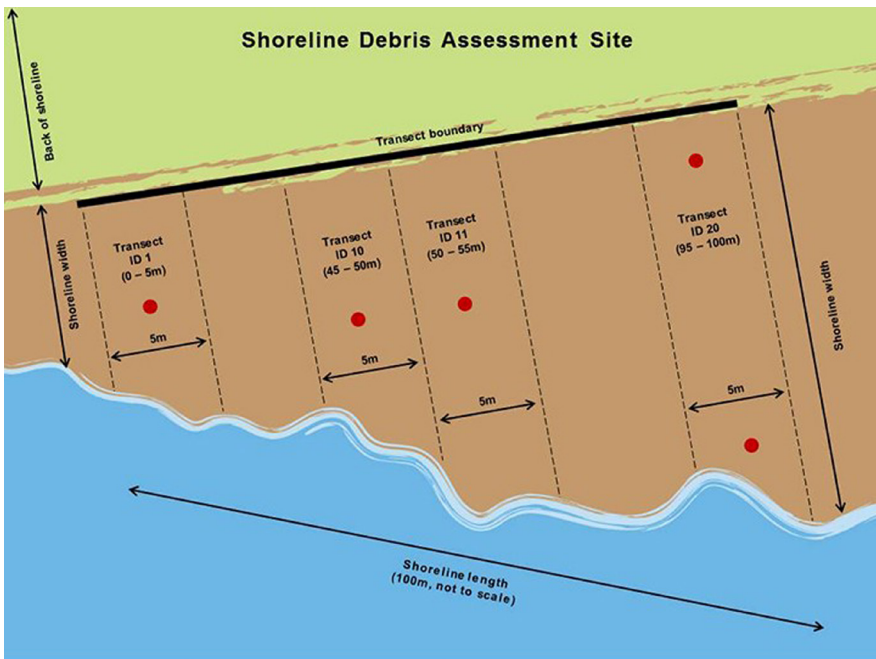 Shoreline Debris Assessment Site
Back of shoreline
Transect boundary
Shoreline width
Transect
ID 1
(0 – 5m)
5m
Transect
ID 10
(45 – 50m)
5m
Transect
ID 11
(50 – 55m)
5m
Transect
ID 20
(95 – 100m)
5m
Shoreline width
Shoreline length
(100m, not to scale)